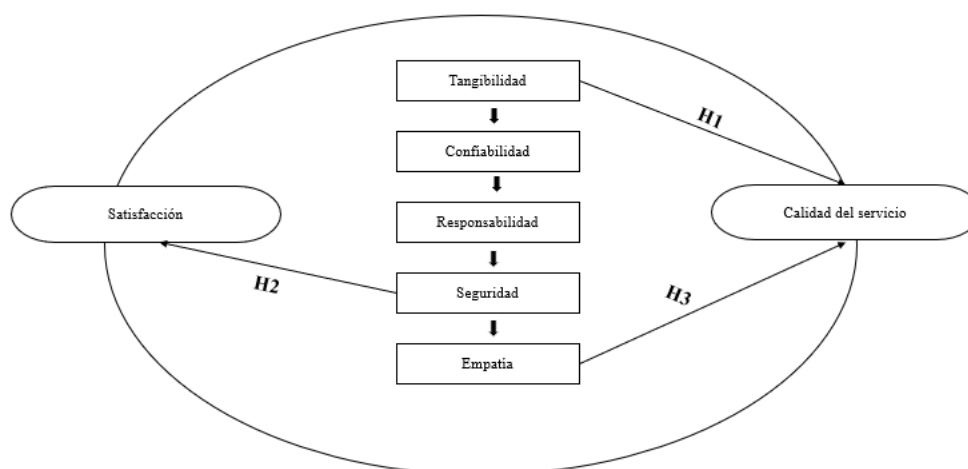 Tangibilidad
H1
Confiabilidad
Satisfacción
Responsabilidad
Calidad del servicio
H2
Seguridad
H3
Empatía